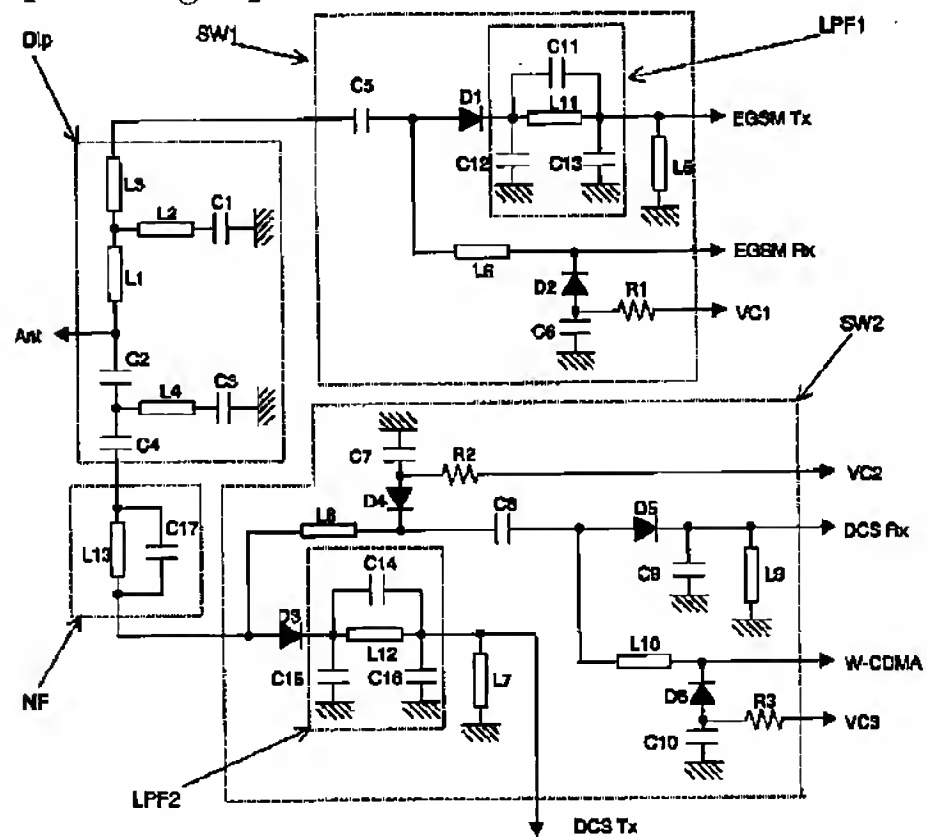 Dip
SW1
LPF1
C11
C5
D1
L11
EGSM Tx
C12
C13
L5
L3
L2
C1
L6
EGSM Rx
L1
D2
R1
VC1
C6
SW2
Ant
C2
L4
C3
C4
C7
R2
VC2
D4
C8
D5
DCS Rx
L8
C17
L13
C9
L9
C14
D3
L10
W-CDMA
L12
C15
C16
L7
D6
R3
VC3
NF
C10
LPF2
DCS Tx